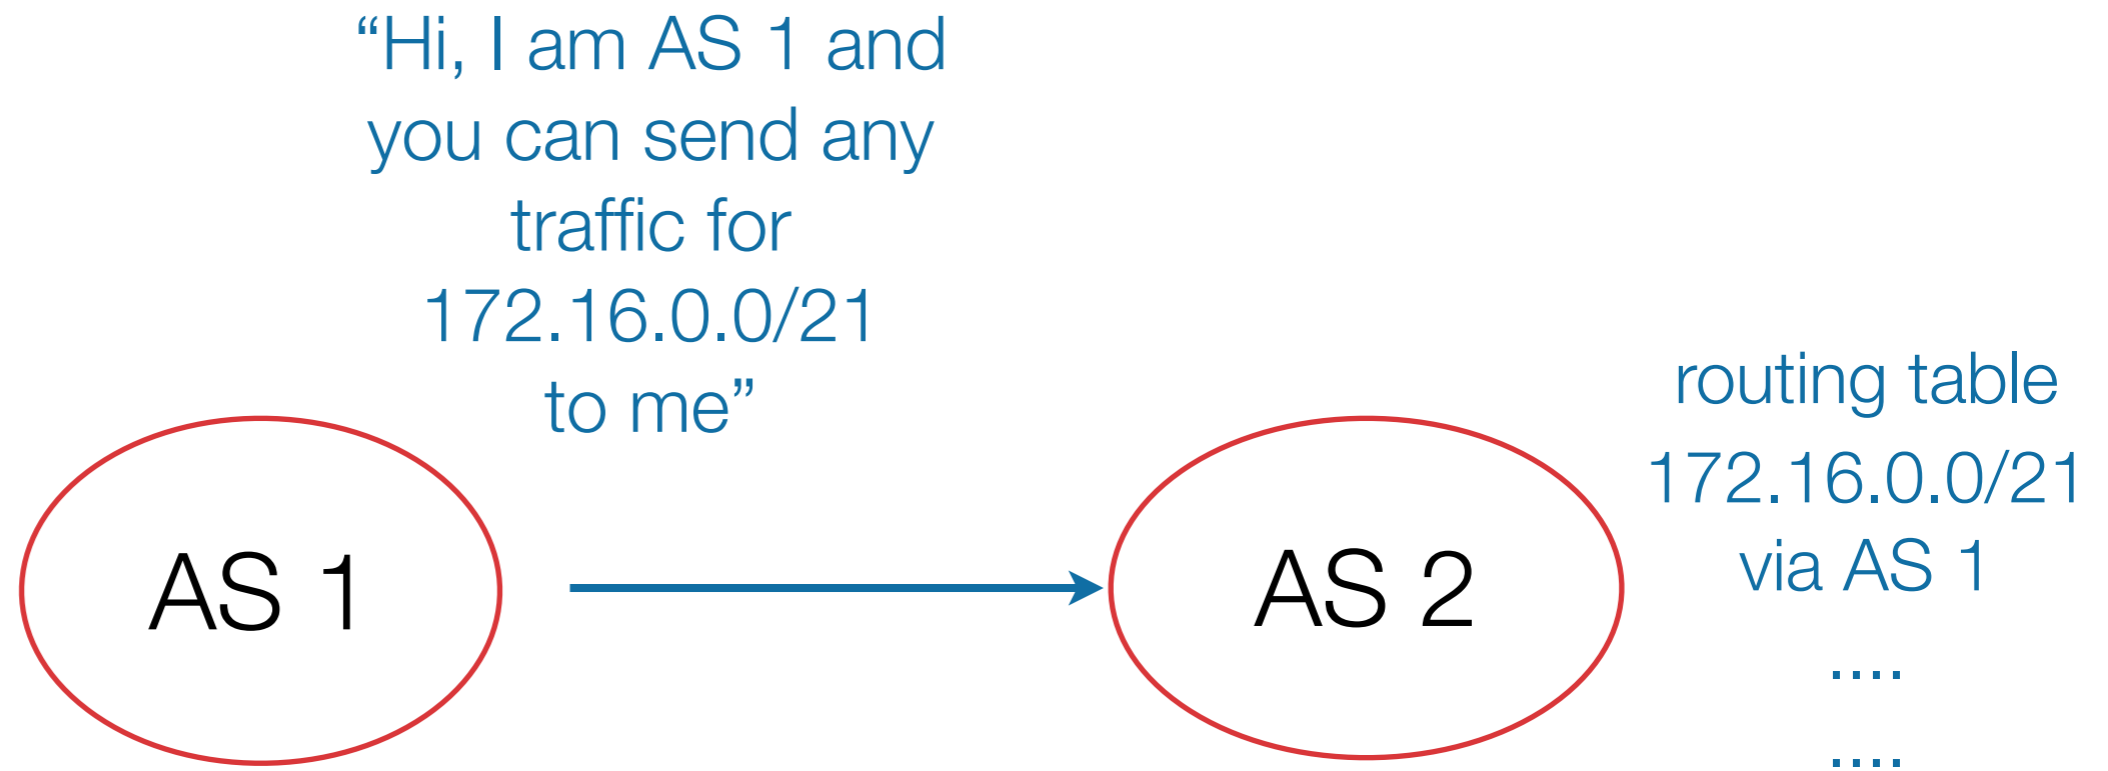 “Hi, I am AS 1 and
you can send any
traffic for
172.16.0.0/21
to me”
AS 1
AS 2
routing table
172.16.0.0/21
via AS 1
....
....